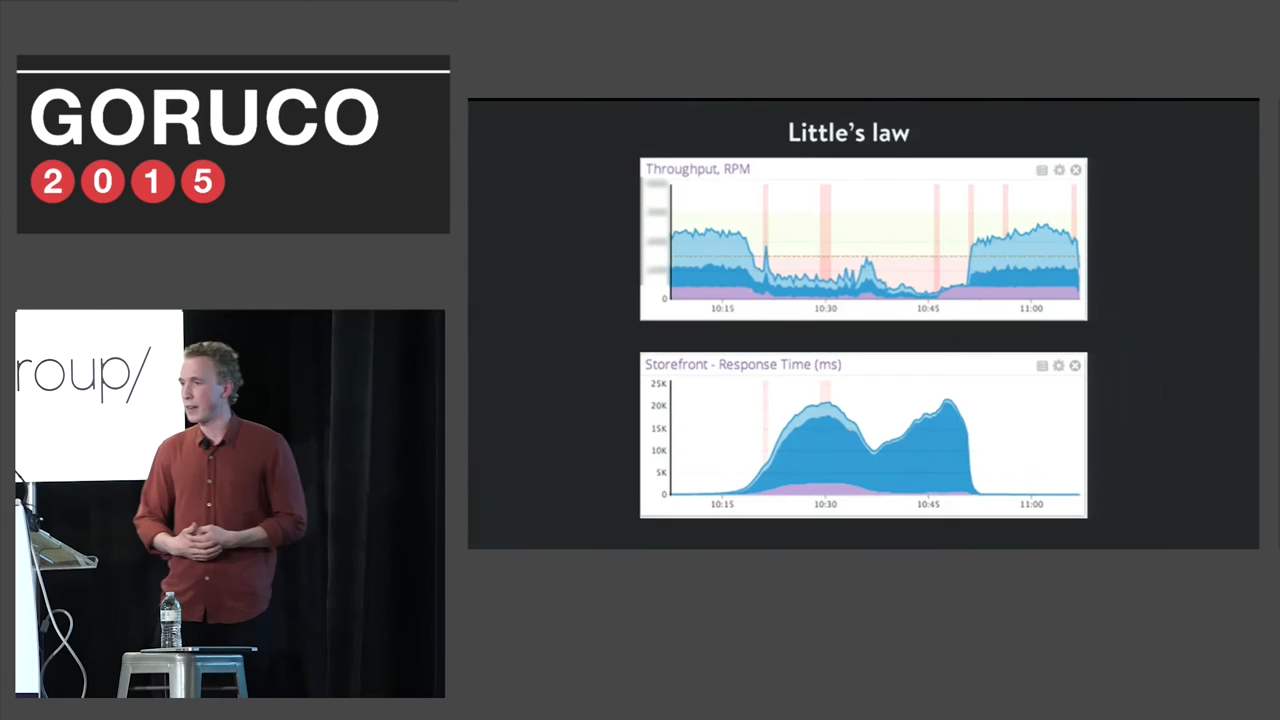 GORUCO
2 0 1 5
roup/
Little's law
Throughput, RPM
0
10:15 10:30 10:45 11:00
Storefront - Response Time (ms)
25K
20K
15K
10K
5K
0
10:15 10:30 10:45 11:00